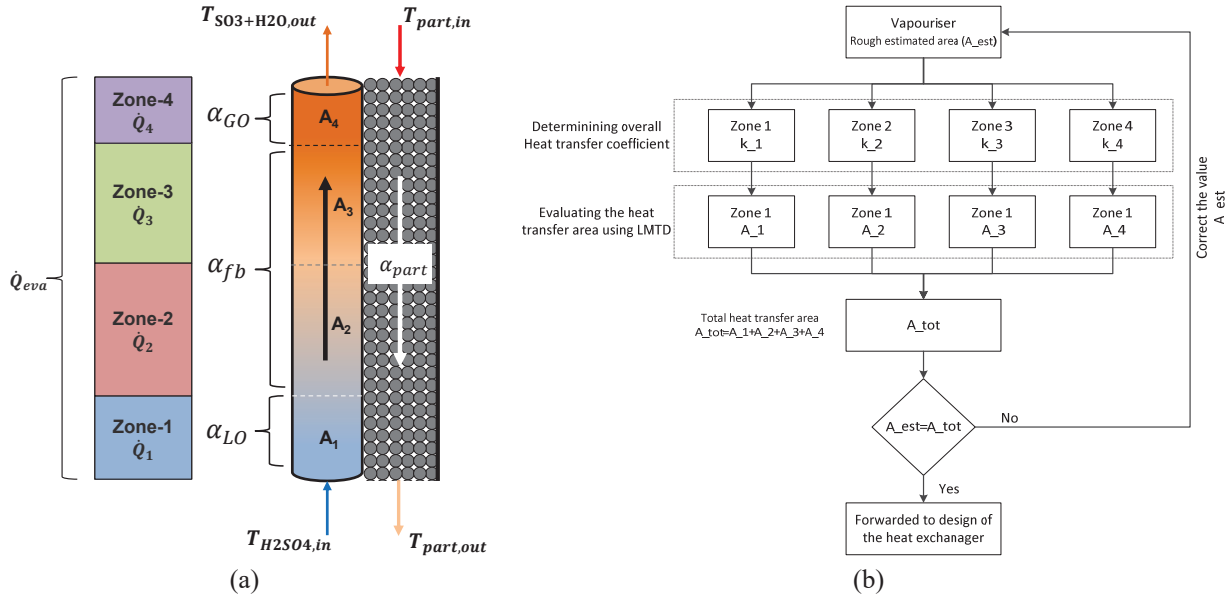 T_SO3+H2O,out
T_part,in
Zone-4
Q̇_4
Zone-3
Q̇_3
Zone-2
Q̇_2
Zone-1
Q̇_1
Q̇_eva
α_GO
α_fb
α_LO
A_4
A_3
A_2
A_1
α_part
T_H2SO4,in
T_part,out
(a)
Vapouriser
Rough estimated area (A_est)
Determinining overall
Heat transfer coefficient
Zone 1
k_1
Zone 2
k_2
Zone 3
k_3
Zone 4
k_4
Evaluating the heat
transfer area using LMTD
Zone 1
A_1
Zone 1
A_2
Zone 1
A_3
Zone 1
A_4
Total heat transfer area
A_tot=A_1+A_2+A_3+A_4
A_tot
A_est=A_tot
No
Yes
Correct the value
A_est
Forwarded to design of
the heat exchanager
(b)